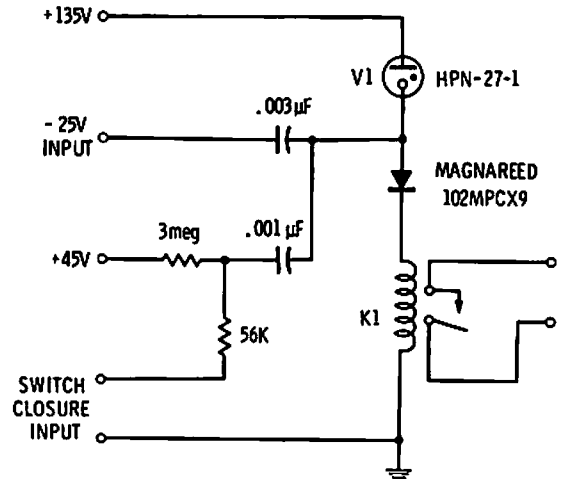 +135V
V1
HPN-27-1
.003µF
- 25V
INPUT
MAGNAREED
102MPCX9
3meg
.001µF
+45V
K1
56K
SWITCH
CLOSURE
INPUT